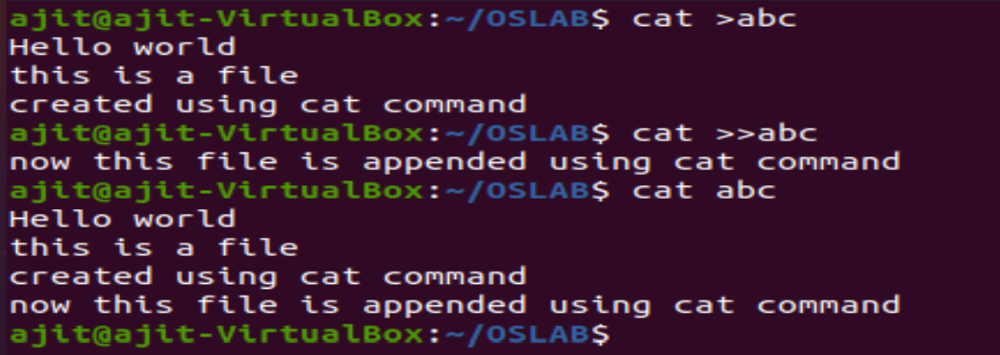 ajit@ajit-VirtualBox:~/OSLAB$ cat >abc
Hello world
this is a file
created using cat command
ajit@ajit-VirtualBox:~/OSLAB$ cat >>abc
now this file is appended using cat command
ajit@ajit-VirtualBox:~/OSLAB$ cat abc
Hello world
this is a file
created using cat command
now this file is appended using cat command
ajit@ajit-VirtualBox:~/OSLAB$